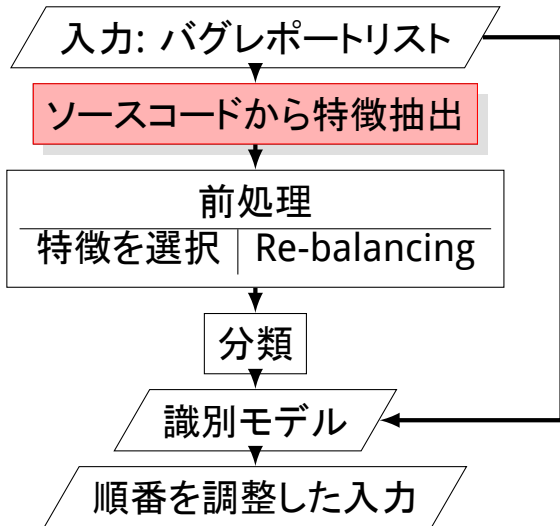 入力: バグレポートリスト
ソースコードから特徴抽出
前処理
特徴を選択 Re-balancing
分類
識別モデル
順番を調整した入力